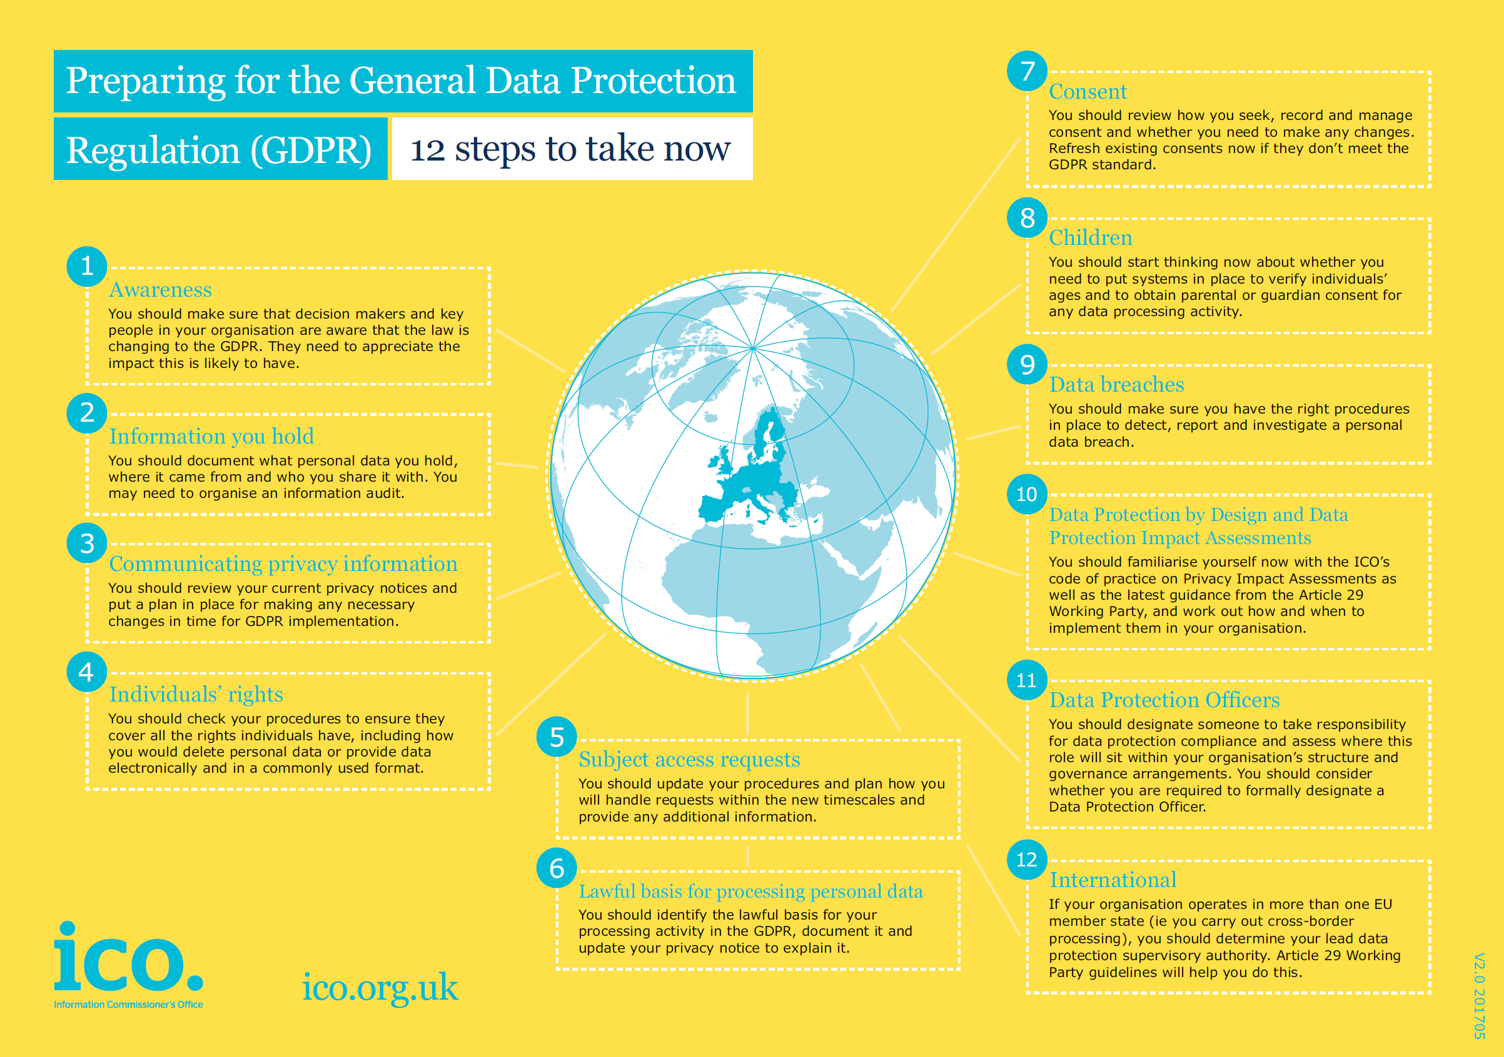 Preparing for the General Data Protection
Regulation (GDPR) 12 steps to take now
1
Awareness
You should make sure that decision makers and key
people in your organisation are aware that the law is
changing to the GDPR. They need to appreciate the
impact this is likely to have.
2
Information you hold
You should document what personal data you hold,
where it came from and who you share it with. You
may need to organise an information audit.
3
Communicating privacy information
You should review your current privacy notices and
put a plan in place for making any necessary
changes in time for GDPR implementation.
4
Individuals’ rights
You should check your procedures to ensure they
cover all the rights individuals have, including how
you would delete personal data or provide data
electronically and in a commonly used format.
5
Subject access requests
You should update your procedures and plan how you
will handle requests within the new timescales and
provide any additional information.
6
Lawful basis for processing personal data
You should identify the lawful basis for your
processing activity in the GDPR, document it and
update your privacy notice to explain it.
7
Consent
You should review how you seek, record and manage
consent and whether you need to make any changes.
Refresh existing consents now if they don’t meet the
GDPR standard.
8
Children
You should start thinking now about whether you
need to put systems in place to verify individuals’
ages and to obtain parental or guardian consent for
any data processing activity.
9
Data breaches
You should make sure you have the right procedures
in place to detect, report and investigate a personal
data breach.
10
Data Protection by Design and Data
Protection Impact Assessments
You should familiarise yourself now with the ICO’s
code of practice on Privacy Impact Assessments as
well as the latest guidance from the Article 29
Working Party, and work out how and when to
implement them in your organisation.
11
Data Protection Officers
You should designate someone to take responsibility
for data protection compliance and assess where this
role will sit within your organisation’s structure and
governance arrangements. You should consider
whether you are required to formally designate a
Data Protection Officer.
12
International
If your organisation operates in more than one EU
member state (ie you carry out cross-border
processing), you should determine your lead data
protection supervisory authority. Article 29 Working
Party guidelines will help you do this.
ico.
Information Commissioner’s Office
ico.org.uk
V2.0 201705